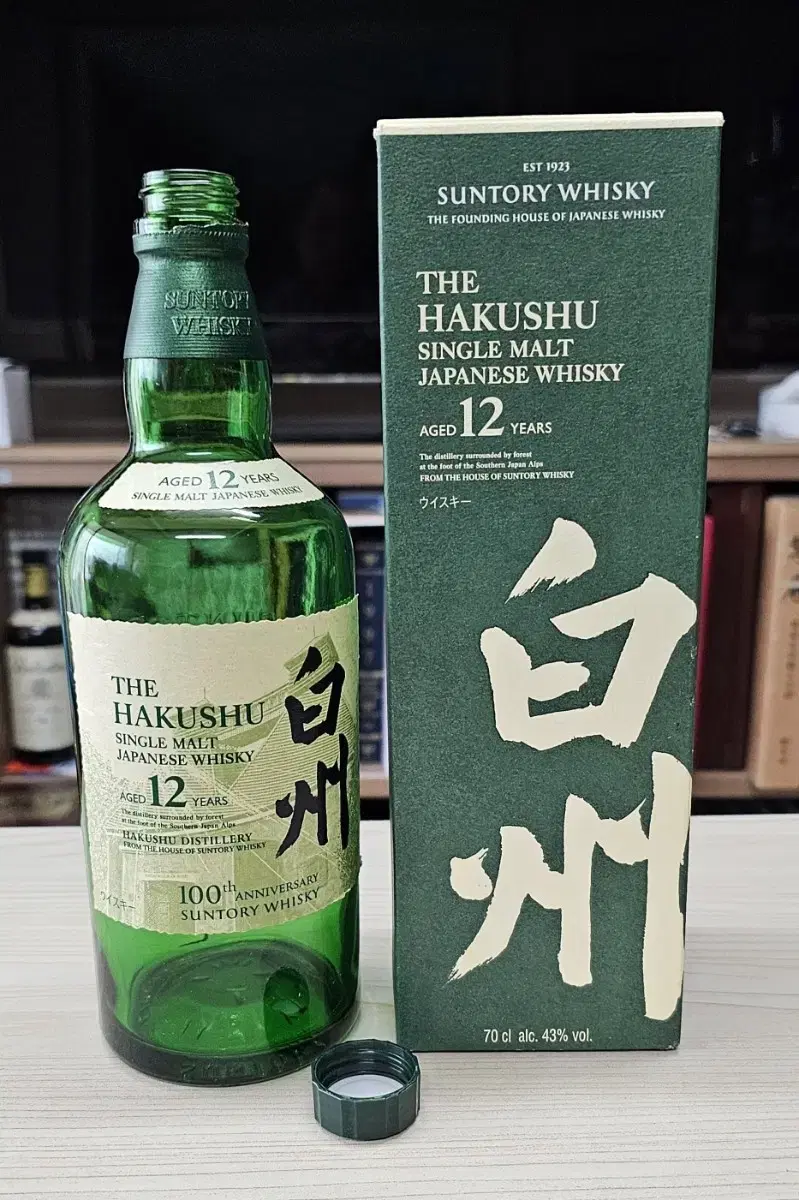 SUNTORY
WHISKY
AGED 12 YEARS
SINGLE MALT JAPANESE WHISKY
THE
HAKUSHU
SINGLE MALT
JAPANESE WHISKY
AGED 12 YEARS
The distillery surrounded by forest
at the foot of the Southern Japan Alps
HAKUSHU DISTILLERY
FROM THE HOUSE OF SUNTORY WHISKY
白州
ウイスキー
100th ANNIVERSARY
SUNTORY WHISKY
EST 1923
SUNTORY WHISKY
THE FOUNDING HOUSE OF JAPANESE WHISKY
THE
HAKUSHU
SINGLE MALT
JAPANESE WHISKY
AGED 12 YEARS
The distillery surrounded by forest
at the foot of the Southern Japan Alps
FROM THE HOUSE OF SUNTORY WHISKY
ウイスキー
白州
70 cl alc. 43% vol.
1997